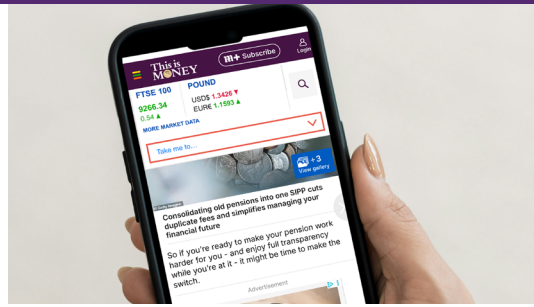 This is
MONEY
m+ Subscribe
Login
FTSE 100
9266.34
0.54 ▲
POUND
USD$ 1.3426 ▼
EUR€ 1.1593 ▲
MORE MARKET DATA
Take me to...
+3
View gallery
Consolidating old pensions into one SIPP cuts
duplicate fees and simplifies managing your
financial future
So if you're ready to make your pension work
harder for you - and enjoy full transparency
while you're at it - it might be time to make the
switch.
Advertisement